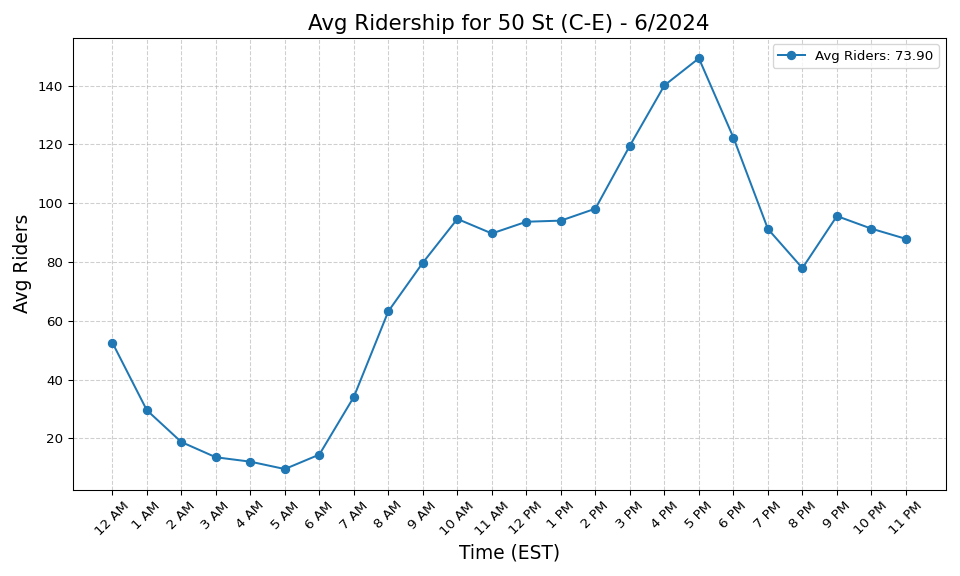 Avg Ridership for 50 St (C-E) - 6/2024
Avg Riders: 73.90
Avg Riders
140
120
100
80
60
40
20
12 AM
1 AM
2 AM
3 AM
4 AM
5 AM
6 AM
7 AM
8 AM
9 AM
10 AM
11 AM
12 PM
1 PM
2 PM
3 PM
4 PM
5 PM
6 PM
7 PM
8 PM
9 PM
10 PM
11 PM
Time (EST)